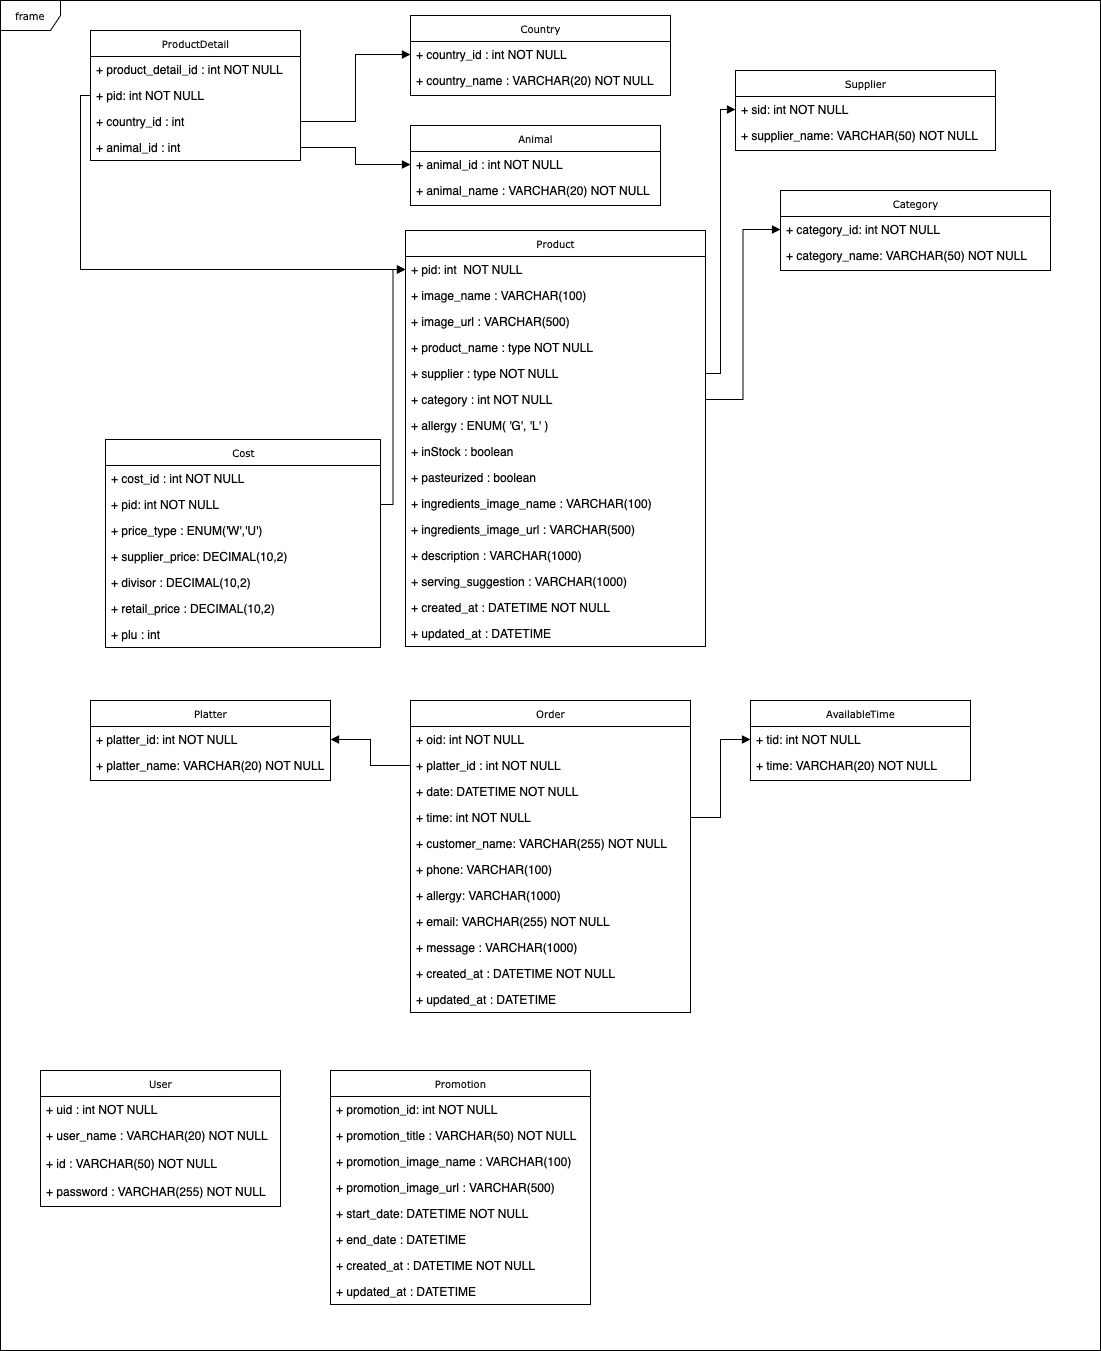 frame
ProductDetail
+ product_detail_id : int NOT NULL
+ pid: int NOT NULL
+ country_id : int
+ animal_id : int
Country
+ country_id : int NOT NULL
+ country_name : VARCHAR(20) NOT NULL
Animal
+ animal_id : int NOT NULL
+ animal_name : VARCHAR(20) NOT NULL
Supplier
+ sid: int NOT NULL
+ supplier_name: VARCHAR(50) NOT NULL
Category
+ category_id: int NOT NULL
+ category_name: VARCHAR(50) NOT NULL
Product
+ pid: int  NOT NULL
+ image_name : VARCHAR(100)
+ image_url : VARCHAR(500)
+ product_name : type NOT NULL
+ supplier : type NOT NULL
+ category : int NOT NULL
+ allergy : ENUM( 'G', 'L' )
+ inStock : boolean
+ pasteurized : boolean
+ ingredients_image_name : VARCHAR(100)
+ ingredients_image_url : VARCHAR(500)
+ description : VARCHAR(1000)
+ serving_suggestion : VARCHAR(1000)
+ created_at : DATETIME NOT NULL
+ updated_at : DATETIME
Cost
+ cost_id : int NOT NULL
+ pid: int NOT NULL
+ price_type : ENUM('W','U')
+ supplier_price: DECIMAL(10,2)
+ divisor : DECIMAL(10,2)
+ retail_price : DECIMAL(10,2)
+ plu : int
Platter
+ platter_id: int NOT NULL
+ platter_name: VARCHAR(20) NOT NULL
Order
+ oid: int NOT NULL
+ platter_id : int NOT NULL
+ date: DATETIME NOT NULL
+ time: int NOT NULL
+ customer_name: VARCHAR(255) NOT NULL
+ phone: VARCHAR(100)
+ allergy: VARCHAR(1000)
+ email: VARCHAR(255) NOT NULL
+ message : VARCHAR(1000)
+ created_at : DATETIME NOT NULL
+ updated_at : DATETIME
AvailableTime
+ tid: int NOT NULL
+ time: VARCHAR(20) NOT NULL
User
+ uid : int NOT NULL
+ user_name : VARCHAR(20) NOT NULL
+ id : VARCHAR(50) NOT NULL
+ password : VARCHAR(255) NOT NULL
Promotion
+ promotion_id: int NOT NULL
+ promotion_title : VARCHAR(50) NOT NULL
+ promotion_image_name : VARCHAR(100)
+ promotion_image_url : VARCHAR(500)
+ start_date: DATETIME NOT NULL
+ end_date : DATETIME
+ created_at : DATETIME NOT NULL
+ updated_at : DATETIME